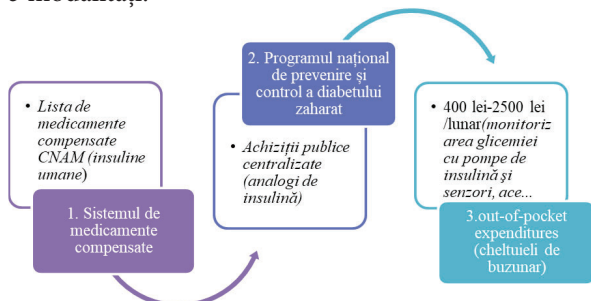 • Lista de
medicamente
compensate
CNAM (insuline
umane)
1. Sistemul de
medicamente
compensate
2. Programul național
de prevenire și
control a diabetului
zaharat
• Achiziții publice
centralizate
(analogi de
insulină)
• 400 lei-2500 lei
/lunar(monitoriz
area glicemiei
cu pompe de
insulină și
senzori, ace...
3.out-of-pocket
expenditures
(cheltuieli de
buzunar)